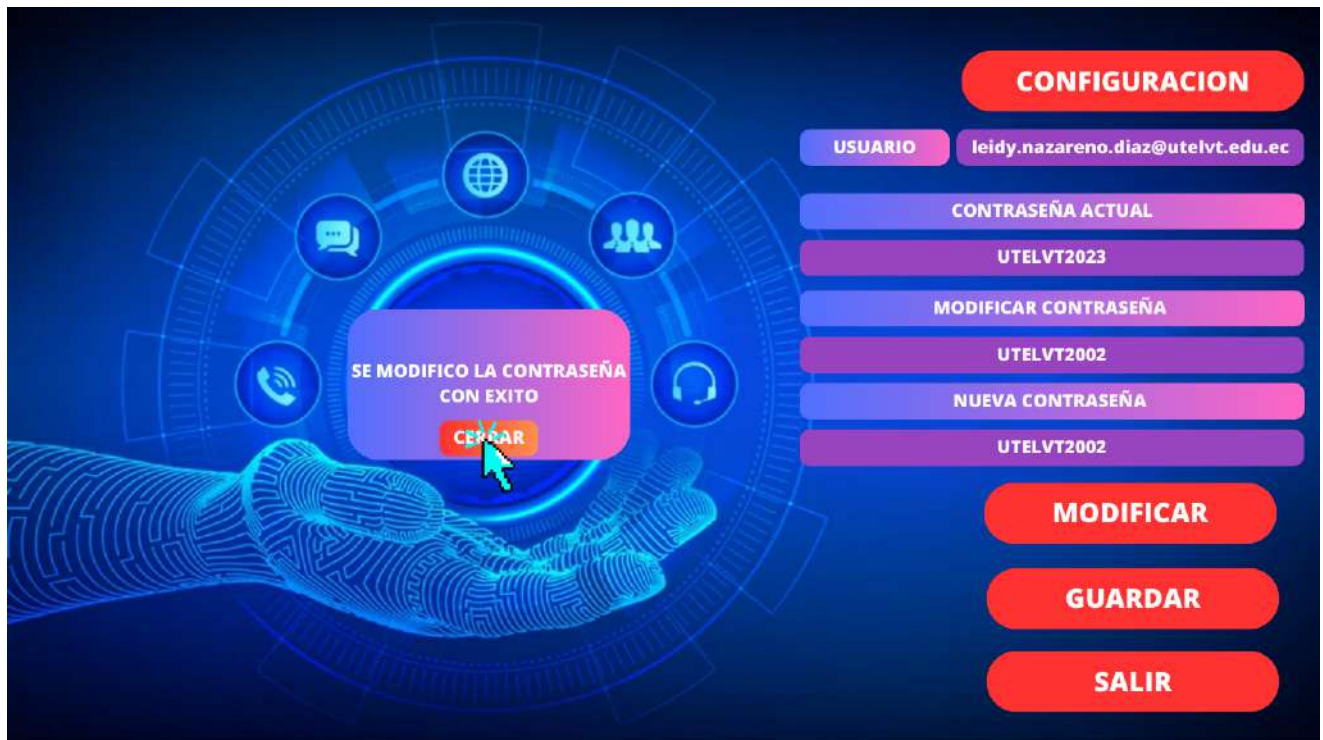 CONFIGURACION
USUARIO leidy.nazareno.diaz@utelvt.edu.ec
CONTRASEÑA ACTUAL
UTELVT2023
MODIFICAR CONTRASEÑA
UTELVT2002
NUEVA CONTRASEÑA
UTELVT2002
SE MODIFICO LA CONTRASEÑA
CON EXITO
CERRAR
MODIFICAR
GUARDAR
SALIR